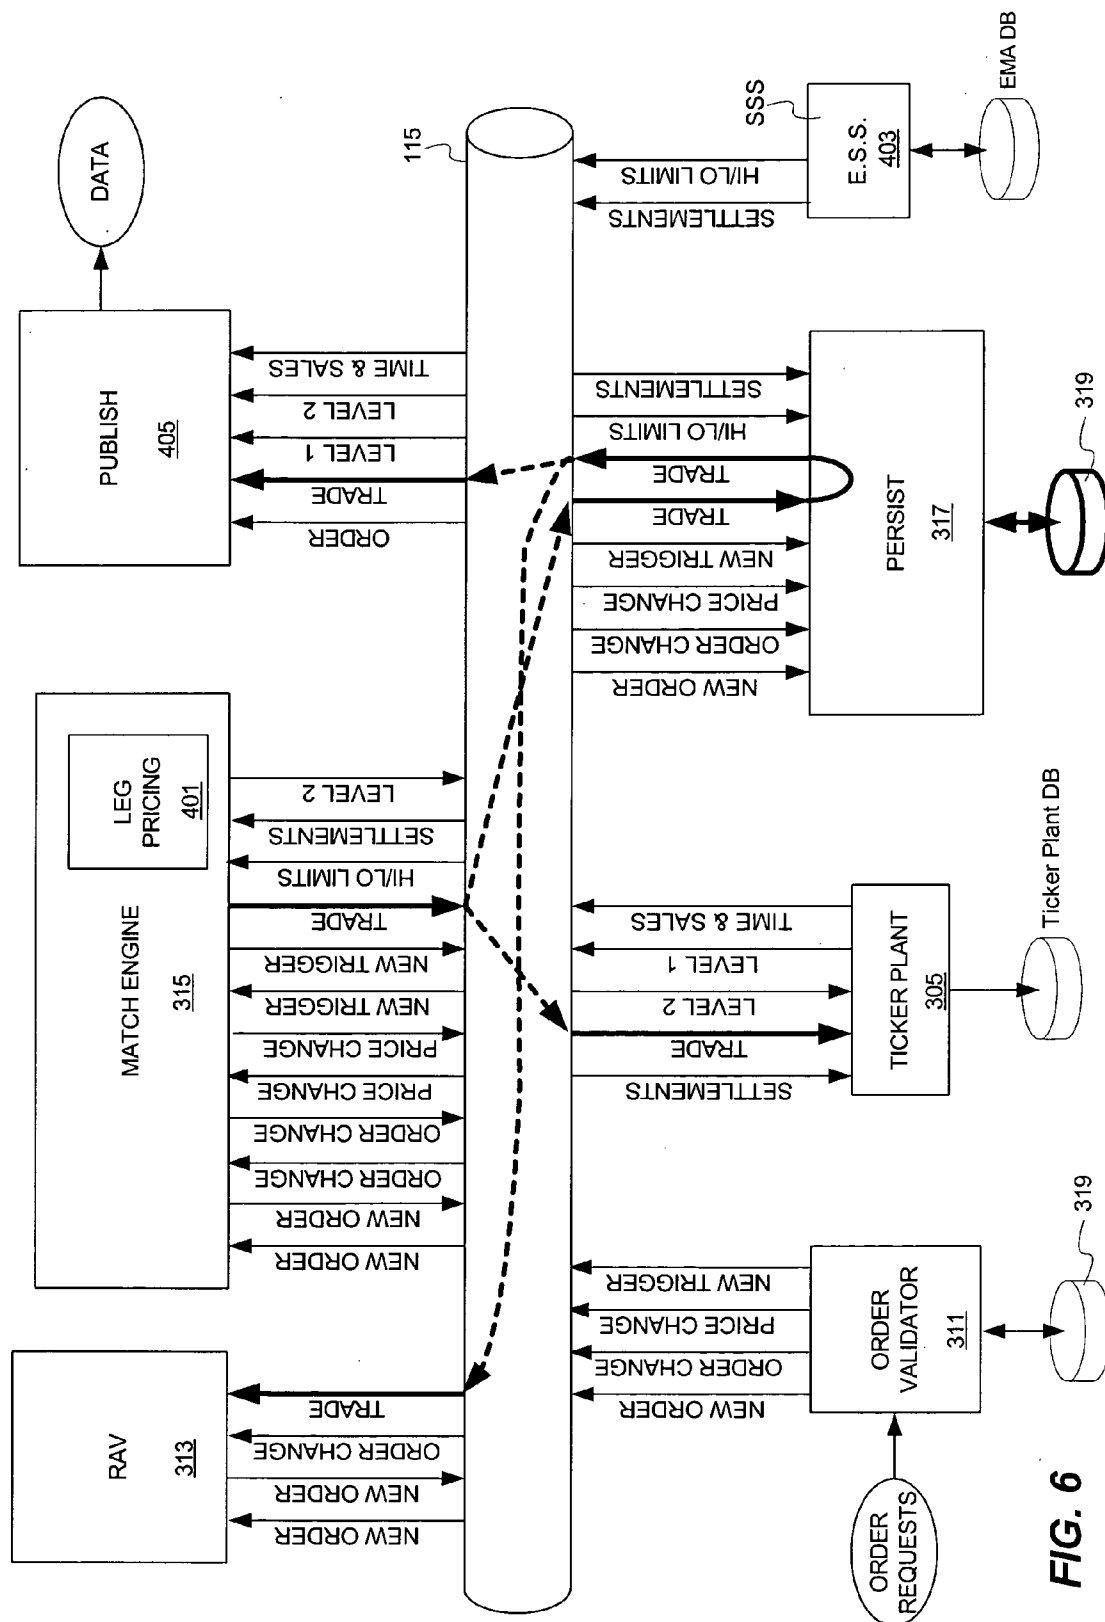 RAV
313
NEW ORDER
NEW ORDER
ORDER CHANGE
TRADE
MATCH ENGINE
315
LEG
PRICING
401
NEW ORDER
NEW ORDER
ORDER CHANGE
ORDER CHANGE
PRICE CHANGE
PRICE CHANGE
NEW TRIGGER
NEW TRIGGER
TRADE
HI/LO LIMITS
SETTLEMENTS
LEVEL 2
PUBLISH
405
ORDER
TRADE
LEVEL 1
LEVEL 2
TIME & SALES
DATA
115
ORDER
REQUESTS
ORDER
VALIDATOR
311
NEW ORDER
ORDER CHANGE
PRICE CHANGE
NEW TRIGGER
319
TICKER PLANT
305
SETTLEMENTS
TRADE
LEVEL 2
LEVEL 1
TIME & SALES
Ticker Plant DB
PERSIST
317
NEW ORDER
ORDER CHANGE
PRICE CHANGE
NEW TRIGGER
TRADE
TRADE
HI/LO LIMITS
SETTLEMENTS
319
E.S.S.
403
SSS
SETTLEMENTS
HI/LO LIMITS
EMA DB
FIG. 6